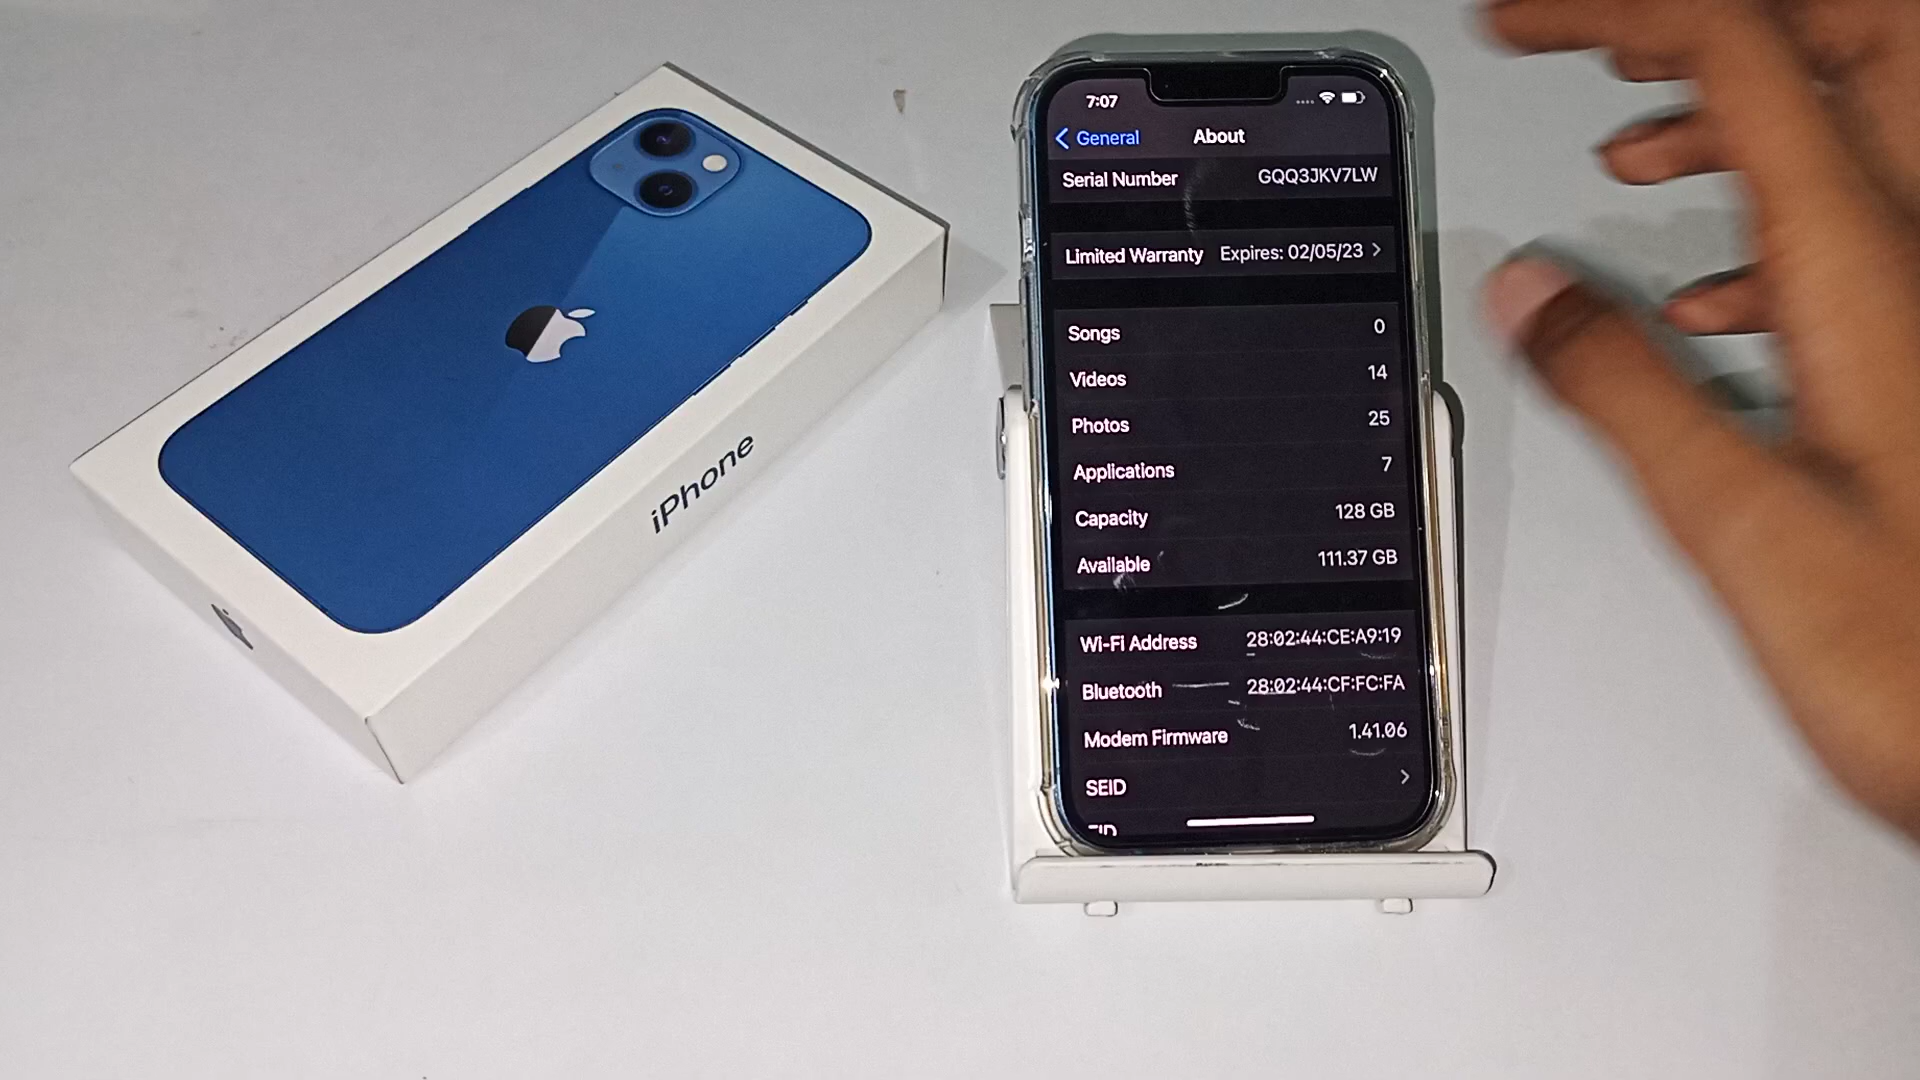 iPhone
7:07
General
About
Serial Number GQQ3JKV7LW
Limited Warranty Expires: 02/05/23
Songs 0
Videos 14
Photos 25
Applications 7
Capacity 128 GB
Available 111.37 GB
Wi-Fi Address 28:02:44:CE:A9:19
Bluetooth 28:02:44:CF:FC:FA
Modem Firmware 1.41.06
SEID